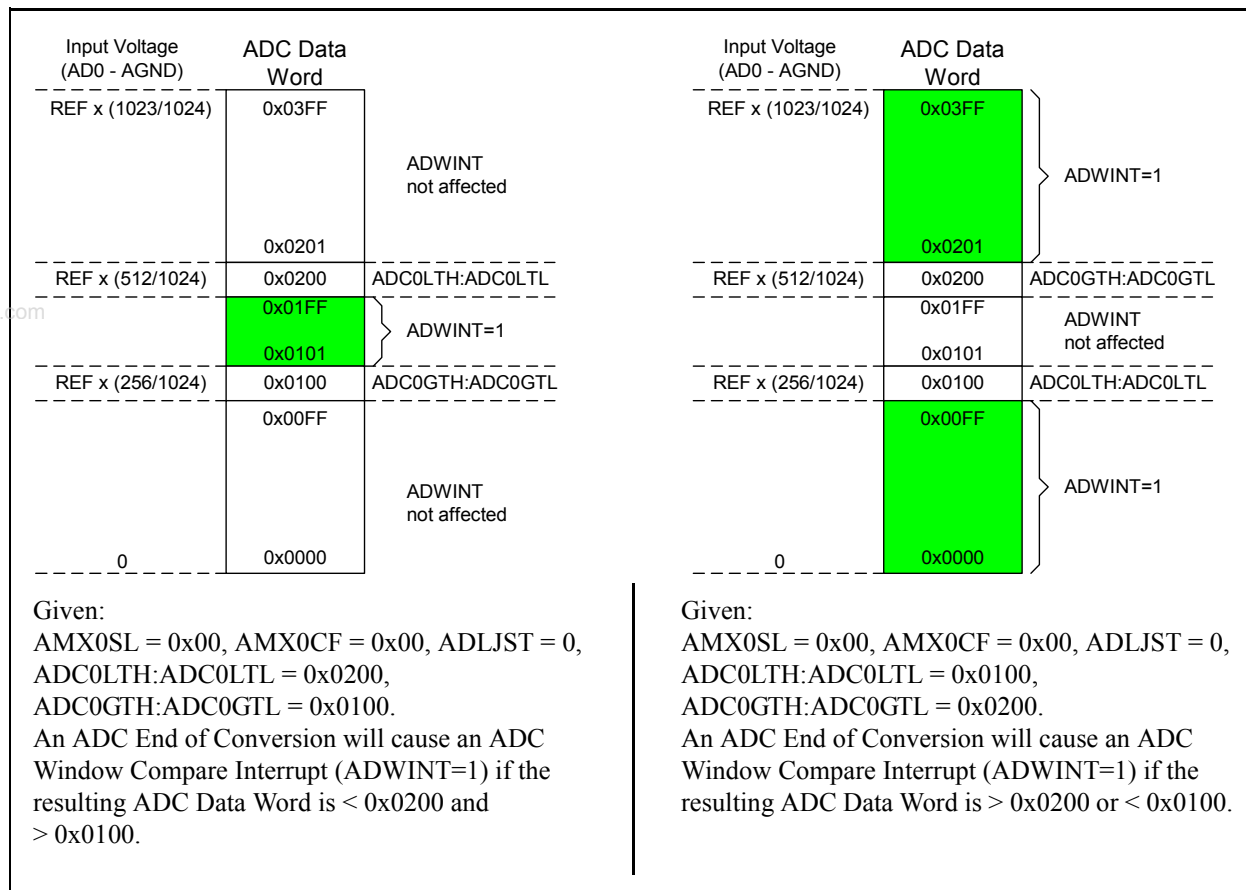 Input Voltage
(AD0 - AGND)
ADC Data
Word
REF x (1023/1024)
0x03FF
ADWINT
not affected
0x0201
REF x (512/1024)
0x0200
ADC0LTH:ADC0LTL
0x01FF
ADWINT=1
0x0101
REF x (256/1024)
0x0100
ADC0GTH:ADC0GTL
0x00FF
ADWINT
not affected
0
0x0000
Given:
AMX0SL = 0x00, AMX0CF = 0x00, ADLJST = 0,
ADC0LTH:ADC0LTL = 0x0200,
ADC0GTH:ADC0GTL = 0x0100.
An ADC End of Conversion will cause an ADC
Window Compare Interrupt (ADWINT=1) if the
resulting ADC Data Word is < 0x0200 and
> 0x0100.
Input Voltage
(AD0 - AGND)
ADC Data
Word
REF x (1023/1024)
0x03FF
ADWINT=1
0x0201
REF x (512/1024)
0x0200
ADC0GTH:ADC0GTL
0x01FF
ADWINT
not affected
0x0101
REF x (256/1024)
0x0100
ADC0LTH:ADC0LTL
0x00FF
ADWINT=1
0
0x0000
Given:
AMX0SL = 0x00, AMX0CF = 0x00, ADLJST = 0,
ADC0LTH:ADC0LTL = 0x0100,
ADC0GTH:ADC0GTL = 0x0200.
An ADC End of Conversion will cause an ADC
Window Compare Interrupt (ADWINT=1) if the
resulting ADC Data Word is > 0x0200 or < 0x0100.
.com